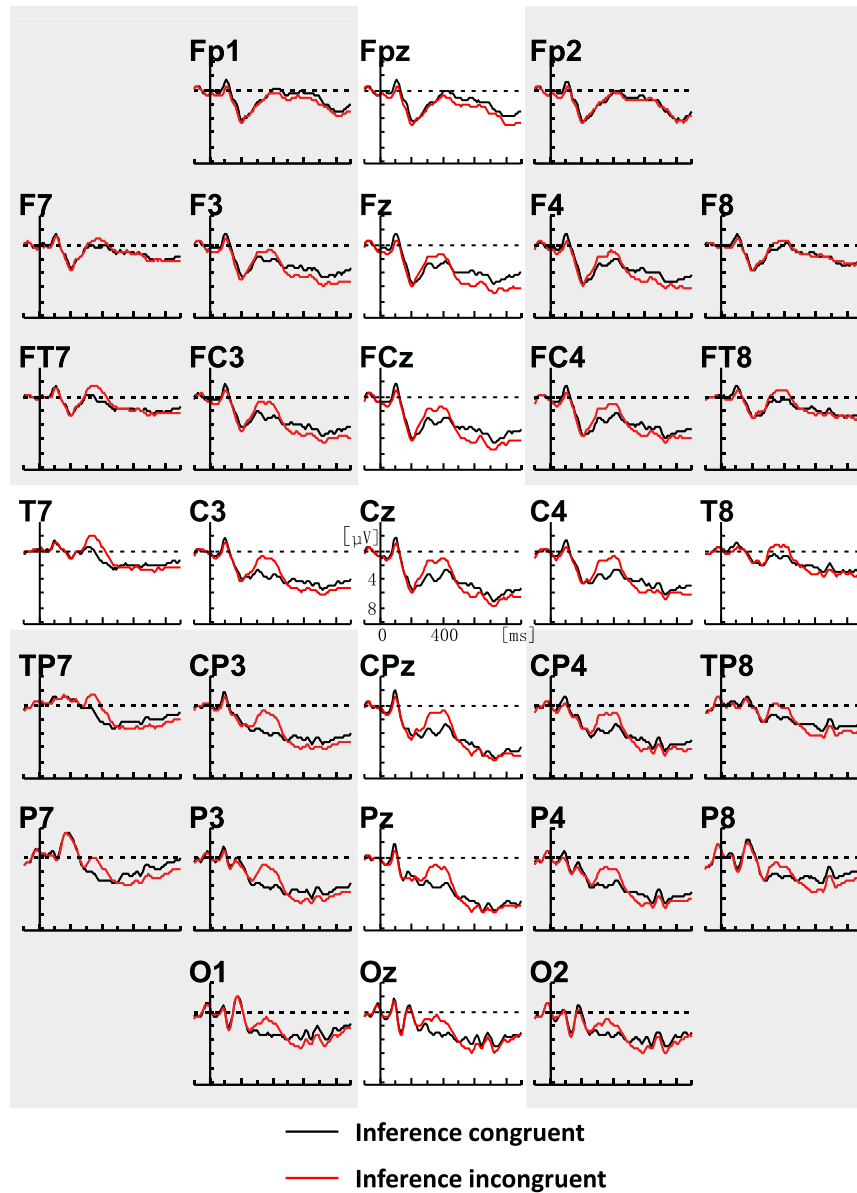 Fp1 Fpz Fp2
F7 F3 Fz F4 F8
FT7 FC3 FCz FC4 FT8
T7 C3 Cz C4 T8
[μV]
4
8
0 400 [ms]
TP7 CP3 CPz CP4 TP8
P7 P3 Pz P4 P8
O1 Oz O2
Inference congruent
Inference incongruent